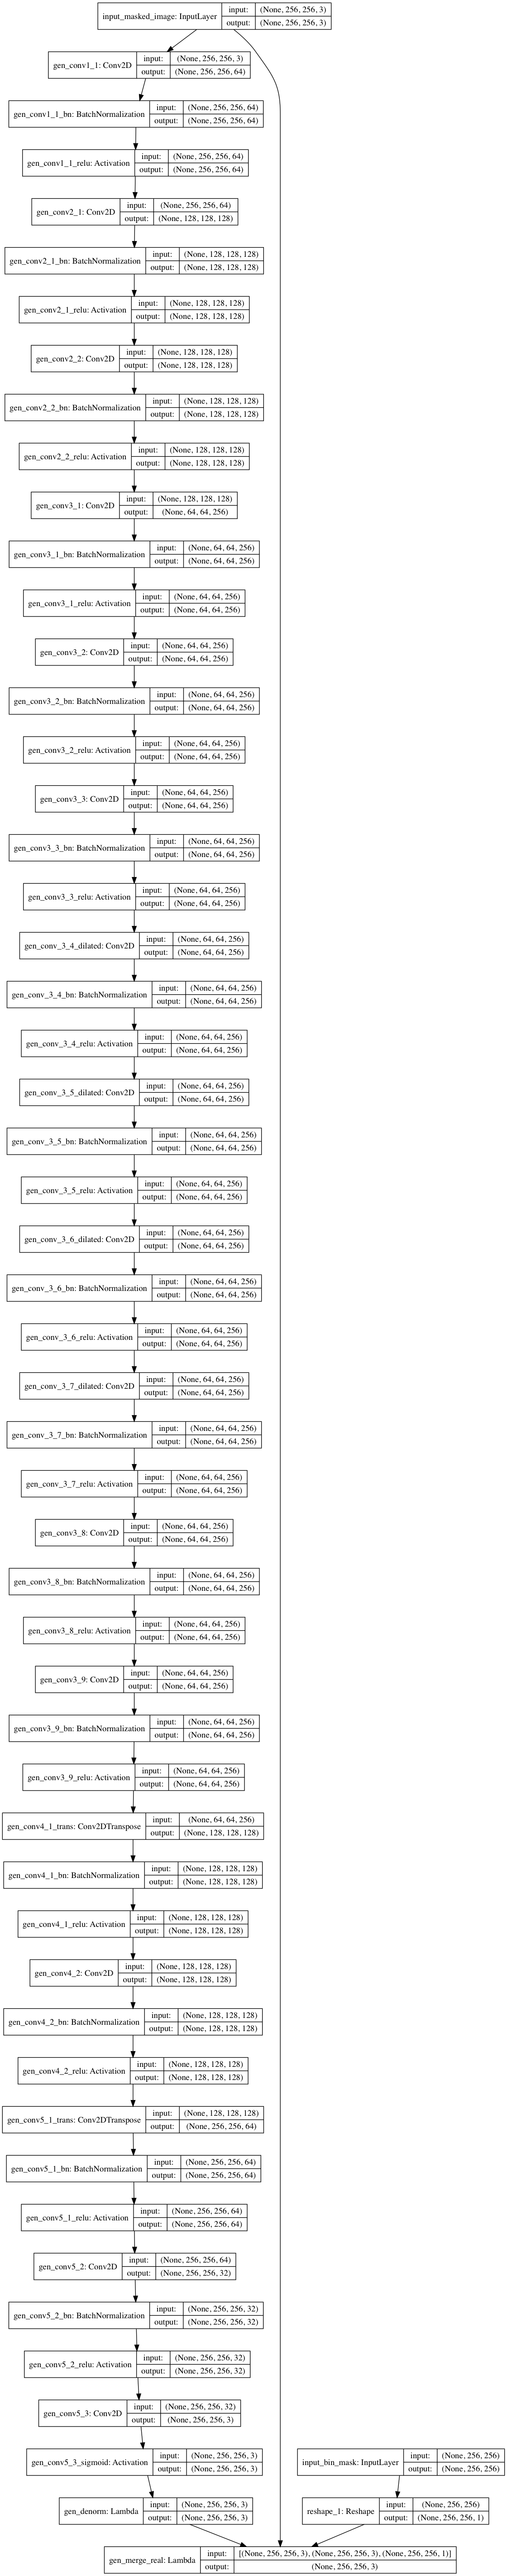 input_masked_image: InputLayer input: (None, 256, 256, 3)
output: (None, 256, 256, 3)
gen_conv1_1: Conv2D input: (None, 256, 256, 3)
output: (None, 256, 256, 64)
gen_conv1_1_bn: BatchNormalization input: (None, 256, 256, 64)
output: (None, 256, 256, 64)
gen_conv1_1_relu: Activation input: (None, 256, 256, 64)
output: (None, 256, 256, 64)
gen_conv2_1: Conv2D input: (None, 256, 256, 64)
output: (None, 128, 128, 128)
gen_conv2_1_bn: BatchNormalization input: (None, 128, 128, 128)
output: (None, 128, 128, 128)
gen_conv2_1_relu: Activation input: (None, 128, 128, 128)
output: (None, 128, 128, 128)
gen_conv2_2: Conv2D input: (None, 128, 128, 128)
output: (None, 128, 128, 128)
gen_conv2_2_bn: BatchNormalization input: (None, 128, 128, 128)
output: (None, 128, 128, 128)
gen_conv2_2_relu: Activation input: (None, 128, 128, 128)
output: (None, 128, 128, 128)
gen_conv3_1: Conv2D input: (None, 128, 128, 128)
output: (None, 64, 64, 256)
gen_conv3_1_bn: BatchNormalization input: (None, 64, 64, 256)
output: (None, 64, 64, 256)
gen_conv3_1_relu: Activation input: (None, 64, 64, 256)
output: (None, 64, 64, 256)
gen_conv3_2: Conv2D input: (None, 64, 64, 256)
output: (None, 64, 64, 256)
gen_conv3_2_bn: BatchNormalization input: (None, 64, 64, 256)
output: (None, 64, 64, 256)
gen_conv3_2_relu: Activation input: (None, 64, 64, 256)
output: (None, 64, 64, 256)
gen_conv3_3: Conv2D input: (None, 64, 64, 256)
output: (None, 64, 64, 256)
gen_conv3_3_bn: BatchNormalization input: (None, 64, 64, 256)
output: (None, 64, 64, 256)
gen_conv3_3_relu: Activation input: (None, 64, 64, 256)
output: (None, 64, 64, 256)
gen_conv_3_4_dilated: Conv2D input: (None, 64, 64, 256)
output: (None, 64, 64, 256)
gen_conv_3_4_bn: BatchNormalization input: (None, 64, 64, 256)
output: (None, 64, 64, 256)
gen_conv_3_4_relu: Activation input: (None, 64, 64, 256)
output: (None, 64, 64, 256)
gen_conv_3_5_dilated: Conv2D input: (None, 64, 64, 256)
output: (None, 64, 64, 256)
gen_conv_3_5_bn: BatchNormalization input: (None, 64, 64, 256)
output: (None, 64, 64, 256)
gen_conv_3_5_relu: Activation input: (None, 64, 64, 256)
output: (None, 64, 64, 256)
gen_conv_3_6_dilated: Conv2D input: (None, 64, 64, 256)
output: (None, 64, 64, 256)
gen_conv_3_6_bn: BatchNormalization input: (None, 64, 64, 256)
output: (None, 64, 64, 256)
gen_conv_3_6_relu: Activation input: (None, 64, 64, 256)
output: (None, 64, 64, 256)
gen_conv_3_7_dilated: Conv2D input: (None, 64, 64, 256)
output: (None, 64, 64, 256)
gen_conv_3_7_bn: BatchNormalization input: (None, 64, 64, 256)
output: (None, 64, 64, 256)
gen_conv_3_7_relu: Activation input: (None, 64, 64, 256)
output: (None, 64, 64, 256)
gen_conv3_8: Conv2D input: (None, 64, 64, 256)
output: (None, 64, 64, 256)
gen_conv3_8_bn: BatchNormalization input: (None, 64, 64, 256)
output: (None, 64, 64, 256)
gen_conv3_8_relu: Activation input: (None, 64, 64, 256)
output: (None, 64, 64, 256)
gen_conv3_9: Conv2D input: (None, 64, 64, 256)
output: (None, 64, 64, 256)
gen_conv3_9_bn: BatchNormalization input: (None, 64, 64, 256)
output: (None, 64, 64, 256)
gen_conv3_9_relu: Activation input: (None, 64, 64, 256)
output: (None, 64, 64, 256)
gen_conv4_1_trans: Conv2DTranspose input: (None, 64, 64, 256)
output: (None, 128, 128, 128)
gen_conv4_1_bn: BatchNormalization input: (None, 128, 128, 128)
output: (None, 128, 128, 128)
gen_conv4_1_relu: Activation input: (None, 128, 128, 128)
output: (None, 128, 128, 128)
gen_conv4_2: Conv2D input: (None, 128, 128, 128)
output: (None, 128, 128, 128)
gen_conv4_2_bn: BatchNormalization input: (None, 128, 128, 128)
output: (None, 128, 128, 128)
gen_conv4_2_relu: Activation input: (None, 128, 128, 128)
output: (None, 128, 128, 128)
gen_conv5_1_trans: Conv2DTranspose input: (None, 128, 128, 128)
output: (None, 256, 256, 64)
gen_conv5_1_bn: BatchNormalization input: (None, 256, 256, 64)
output: (None, 256, 256, 64)
gen_conv5_1_relu: Activation input: (None, 256, 256, 64)
output: (None, 256, 256, 64)
gen_conv5_2: Conv2D input: (None, 256, 256, 64)
output: (None, 256, 256, 32)
gen_conv5_2_bn: BatchNormalization input: (None, 256, 256, 32)
output: (None, 256, 256, 32)
gen_conv5_2_relu: Activation input: (None, 256, 256, 32)
output: (None, 256, 256, 32)
gen_conv5_3: Conv2D input: (None, 256, 256, 32)
output: (None, 256, 256, 3)
gen_conv5_3_sigmoid: Activation input: (None, 256, 256, 3)
output: (None, 256, 256, 3)
input_bin_mask: InputLayer input: (None, 256, 256)
output: (None, 256, 256)
gen_denorm: Lambda input: (None, 256, 256, 3)
output: (None, 256, 256, 3)
reshape_1: Reshape input: (None, 256, 256)
output: (None, 256, 256, 1)
gen_merge_real: Lambda input: [(None, 256, 256, 3), (None, 256, 256, 3), (None, 256, 256, 1)]
output: (None, 256, 256, 3)